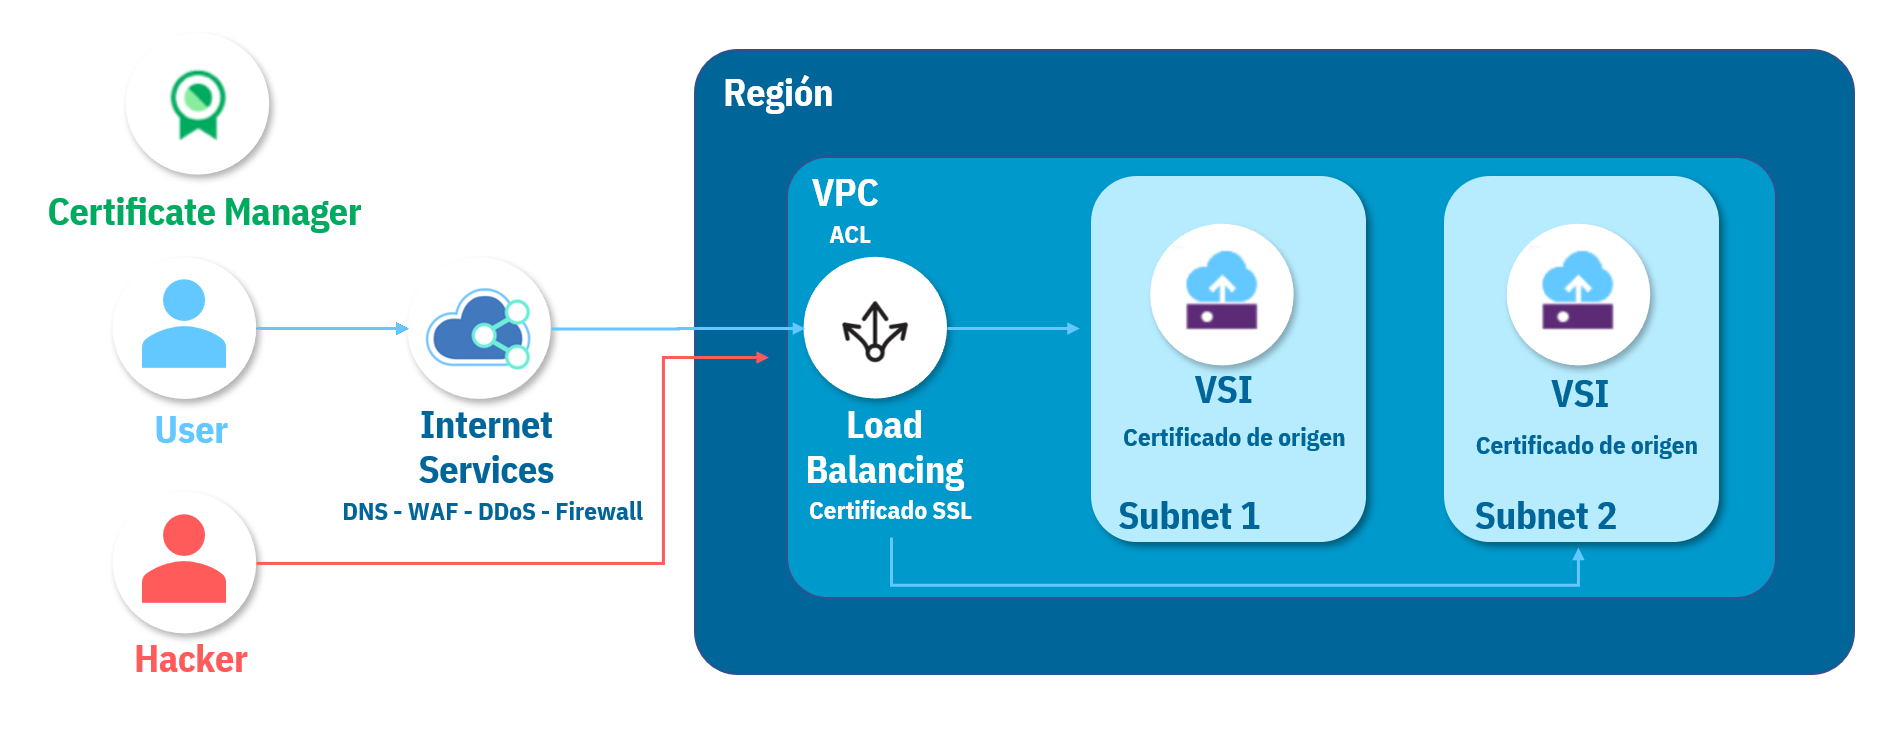 Certificate Manager
User
Internet
Services
DNS - WAF - DDoS - Firewall
Hacker
Región
VPC
ACL
Load
Balancing
Certificado SSL
VSI
Certificado de origen
Subnet 1
VSI
Certificado de origen
Subnet 2